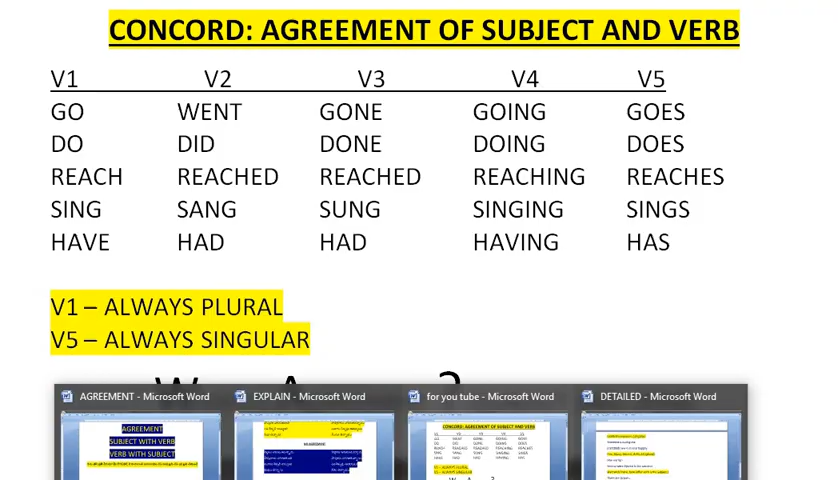 CONCORD: AGREEMENT OF SUBJECT AND VERB
V1 V2 V3 V4 V5
GO WENT GONE GOING GOES
DO DID DONE DOING DOES
REACH REACHED REACHED REACHING REACHES
SING SANG SUNG SINGING SINGS
HAVE HAD HAD HAVING HAS
V1 – ALWAYS PLURAL
V5 – ALWAYS SINGULAR
AGREEMENT - Microsoft Word EXPLAIN - Microsoft Word for you tube - Microsoft Word DETAILED - Microsoft Word
AGREEMENT
SUBJECT WITH VERB
VERB WITH SUBJECT
CONCORD: AGREEMENT OF SUBJECT AND VERB